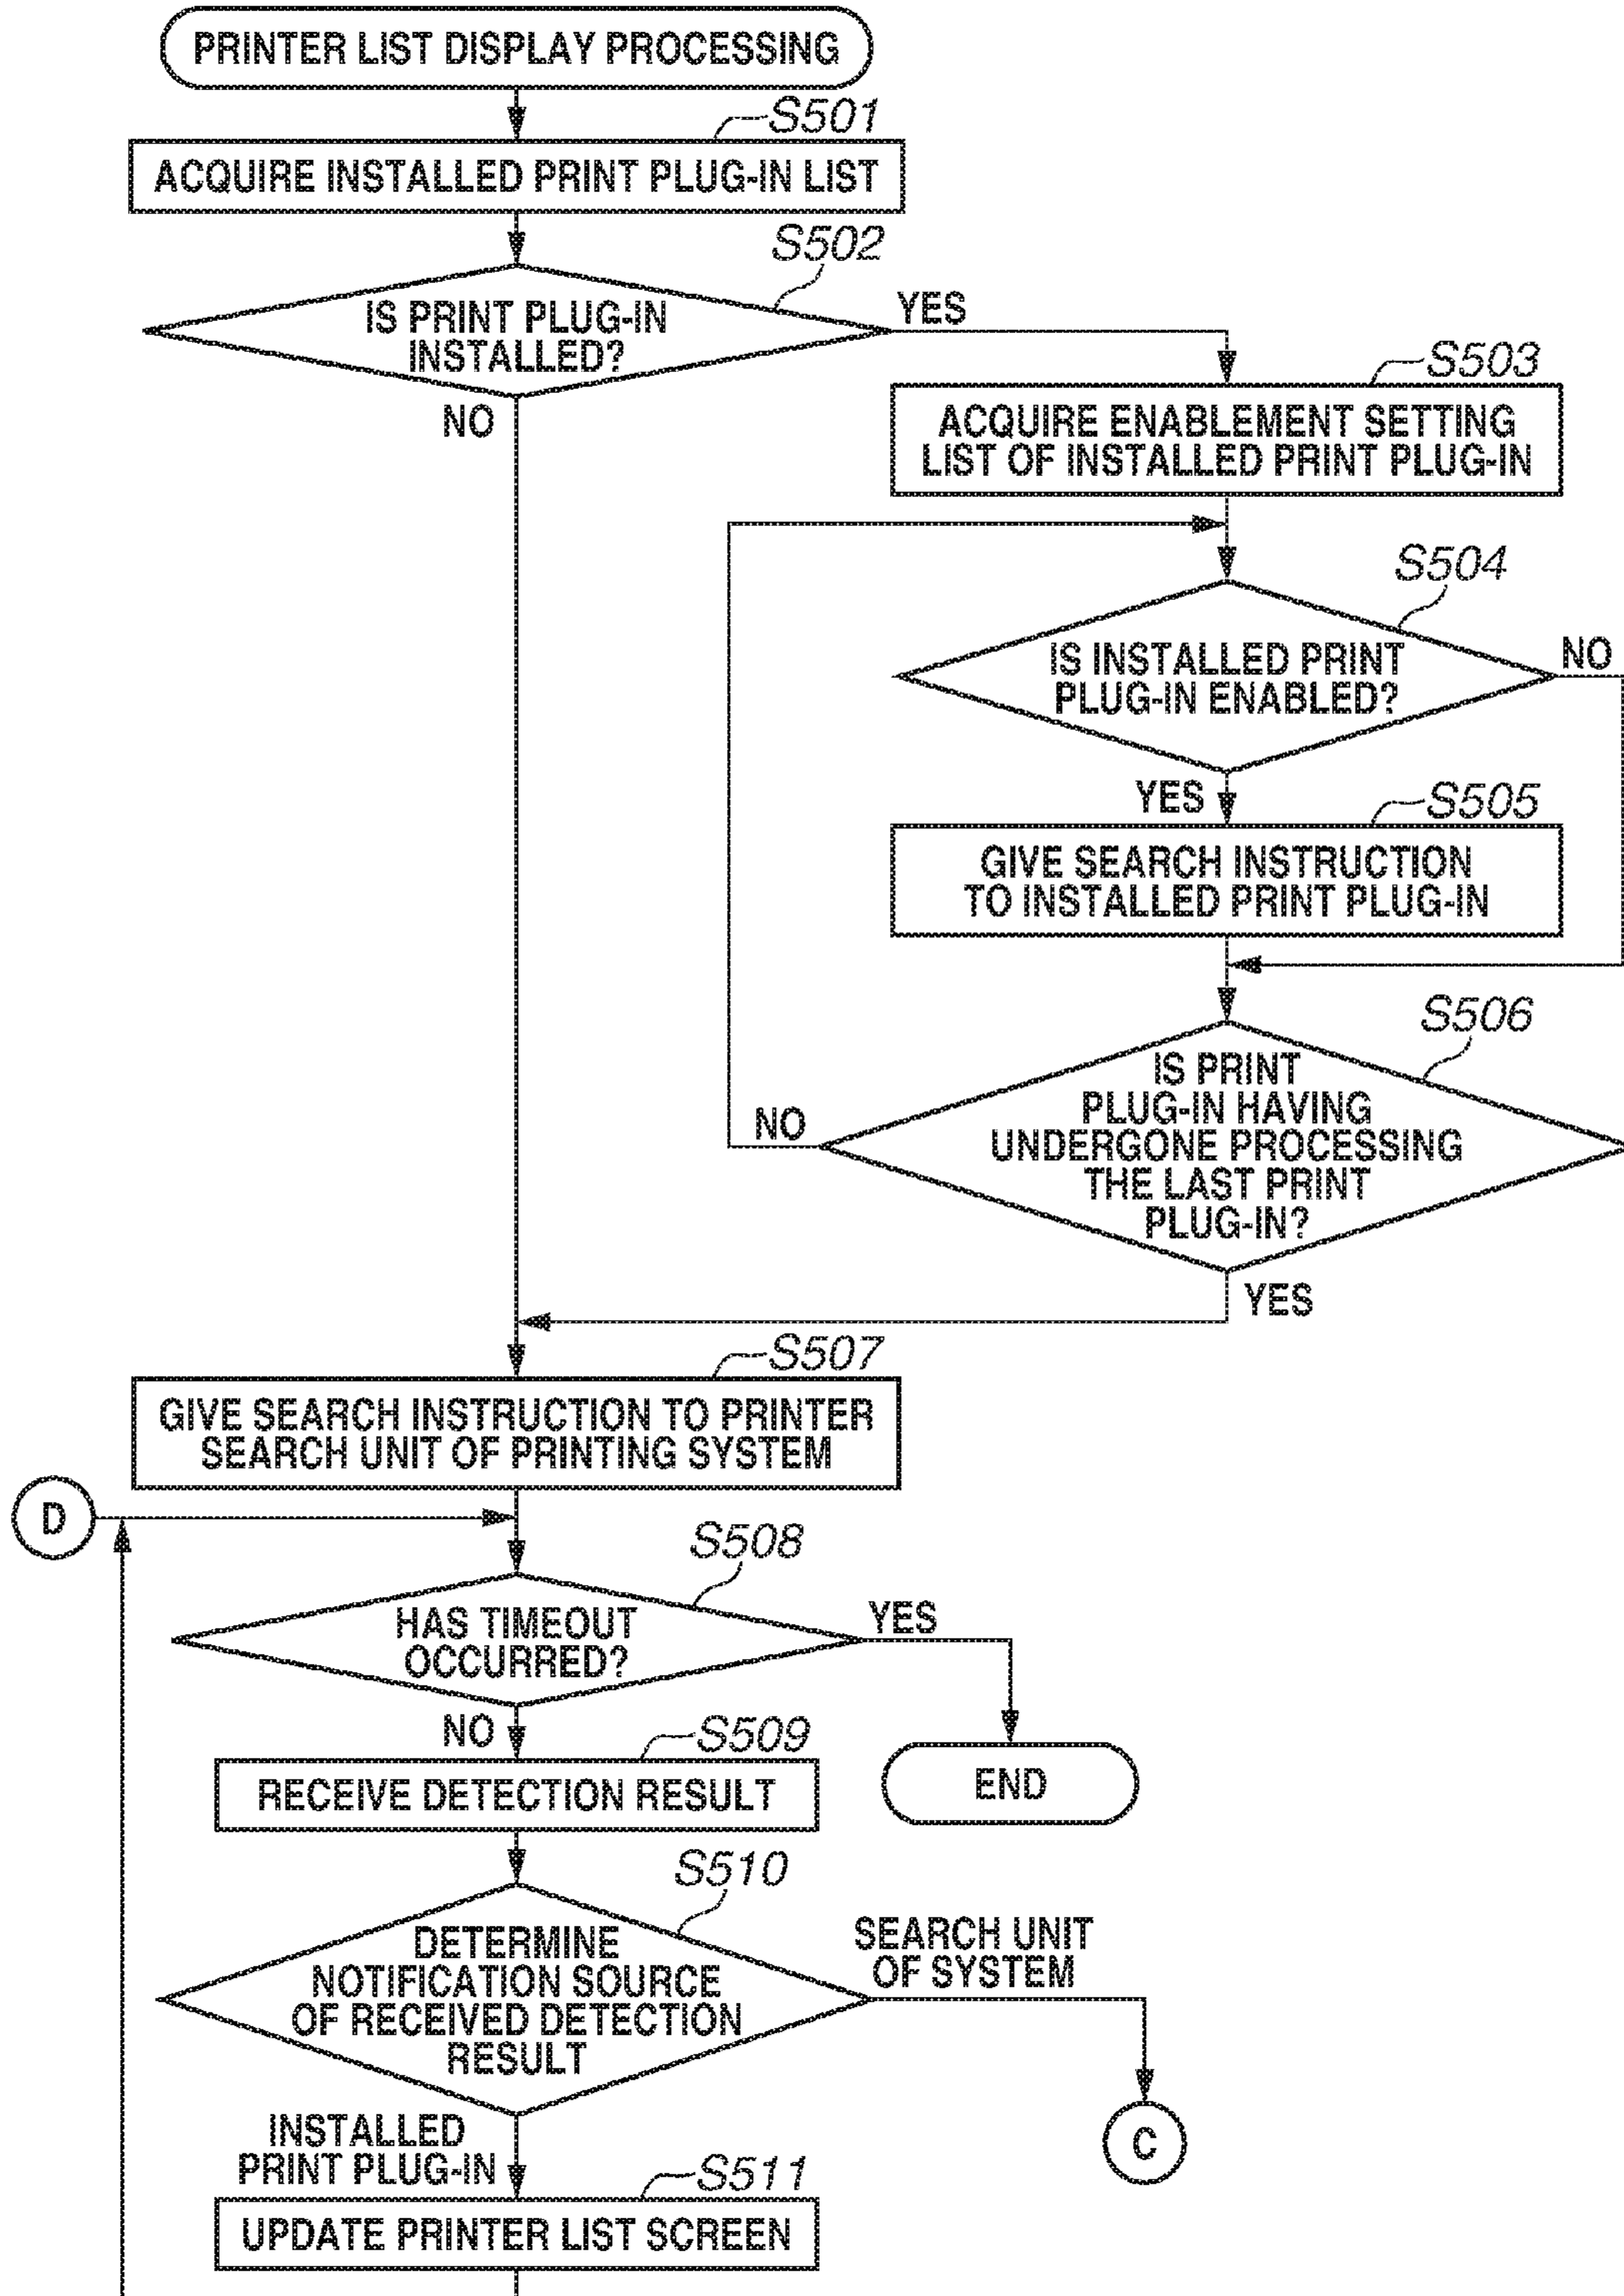 PRINTER LIST DISPLAY PROCESSING
S501
ACQUIRE INSTALLED PRINT PLUG-IN LIST
S502
IS PRINT PLUG-IN
INSTALLED?
YES
NO
S503
ACQUIRE ENABLEMENT SETTING
LIST OF INSTALLED PRINT PLUG-IN
S504
IS INSTALLED PRINT
PLUG-IN ENABLED?
NO
YES
S505
GIVE SEARCH INSTRUCTION
TO INSTALLED PRINT PLUG-IN
S506
IS PRINT
PLUG-IN HAVING
UNDERGONE PROCESSING
THE LAST PRINT
PLUG-IN?
NO
YES
S507
GIVE SEARCH INSTRUCTION TO PRINTER
SEARCH UNIT OF PRINTING SYSTEM
D
S508
HAS TIMEOUT
OCCURRED?
YES
NO
S509
RECEIVE DETECTION RESULT
END
S510
DETERMINE
NOTIFICATION SOURCE
OF RECEIVED DETECTION
RESULT
SEARCH UNIT
OF SYSTEM
C
INSTALLED
PRINT PLUG-IN
S511
UPDATE PRINTER LIST SCREEN